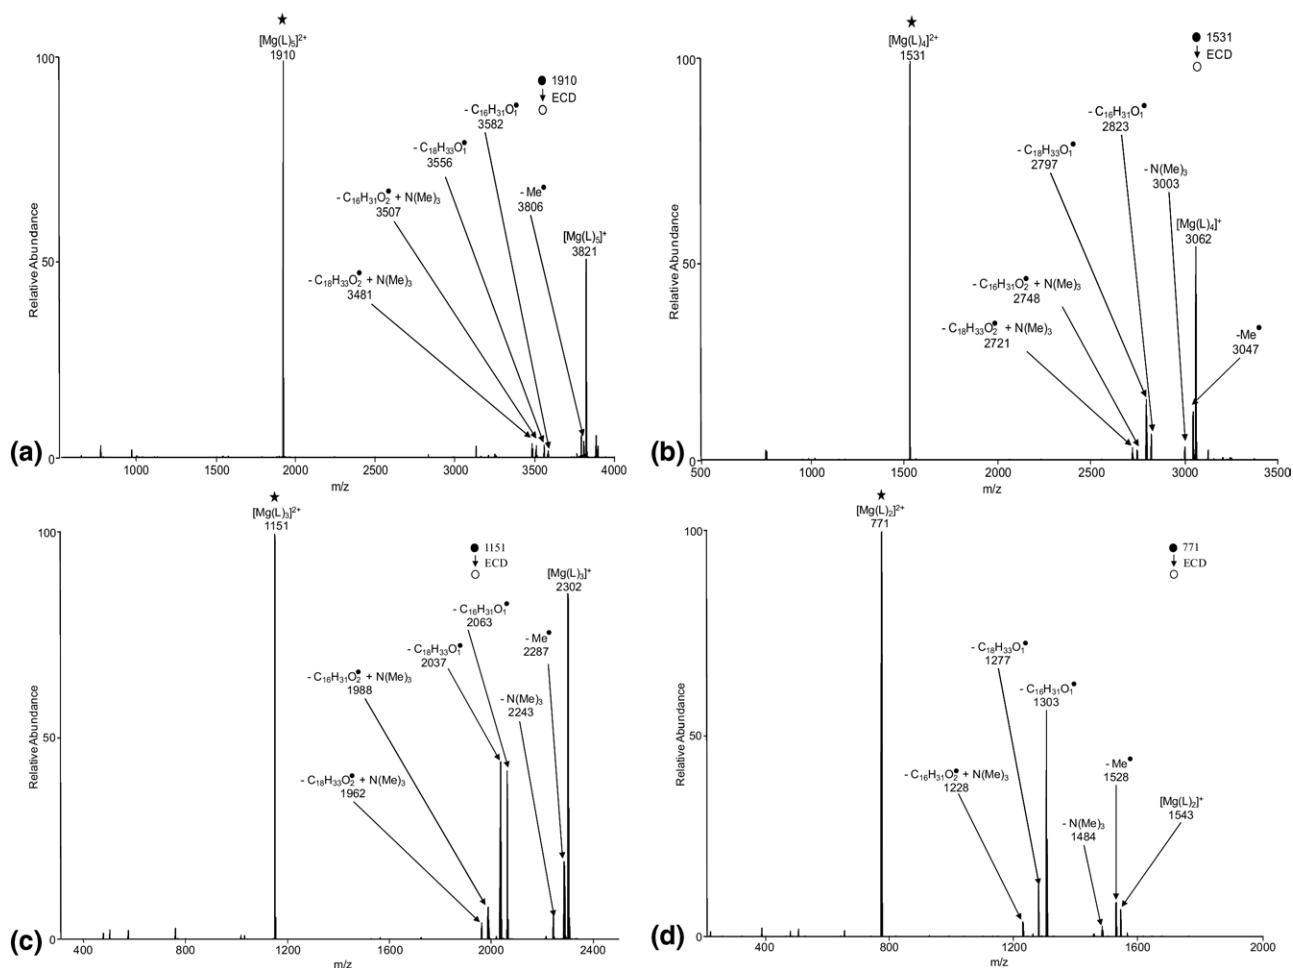 ★
[Mg(L)₅]²⁺
1910
100
50
0
Relative Abundance
● 1910
ECD
○
- C₁₆H₃₁O₁•
3582
- C₁₈H₃₃O₁•
3556
- C₁₆H₃₁O₂• + N(Me)₃
3507
- Me•
3806
[Mg(L)₅]⁺
3821
- C₁₈H₃₃O₂• + N(Me)₃
3481
1000 1500 2000 2500 3000 3500 4000
m/z
(a)
★
[Mg(L)₄]²⁺
1531
100
50
0
Relative Abundance
● 1531
ECD
○
- C₁₆H₃₁O₁•
2823
- C₁₈H₃₃O₁•
2797
- N(Me)₃
3003
[Mg(L)₄]⁺
3062
- C₁₆H₃₁O₂• + N(Me)₃
2748
- C₁₈H₃₃O₂• + N(Me)₃
2721
-Me•
3047
500 1000 1500 2000 2500 3000 3500
m/z
(b)
★
[Mg(L)₃]²⁺
1151
100
50
0
Relative Abundance
● 1151
ECD
○
[Mg(L)₃]⁺
2302
- C₁₆H₃₁O₁•
2063
- C₁₈H₃₃O₁•
2037
- Me•
2287
- C₁₆H₃₁O₂• + N(Me)₃
1988
- N(Me)₃
2243
- C₁₈H₃₃O₂• + N(Me)₃
1962
400 800 1200 1600 2000 2400
m/z
(c)
★
[Mg(L)₂]²⁺
771
100
50
0
Relative Abundance
● 771
ECD
○
- C₁₈H₃₃O₁•
1277
- C₁₆H₃₁O₁•
1303
- C₁₆H₃₁O₂• + N(Me)₃
1228
- Me•
1528
[Mg(L)₂]⁺
1543
- N(Me)₃
1484
400 800 1200 1600 2000
m/z
(d)